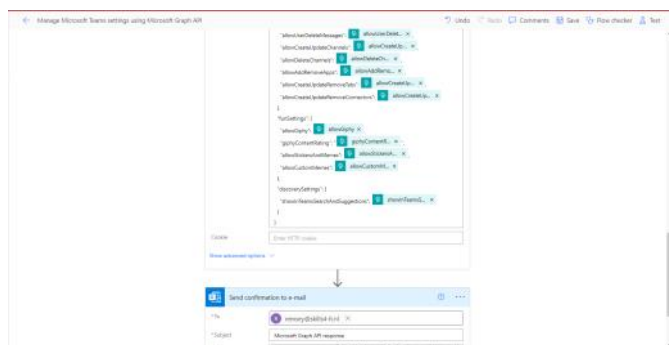 Manage Microsoft Teams settings using Microsoft Graph API
Undo Redo Comments Save Flow checker Test
"allowUserDeleteMessages": allowUserDelet... ×
"allowCreateUpdateChannels": allowCreateUp... ×
"allowDeleteChannels": allowDeleteCh... ×
"allowAddRemoveApps": allowAddRemo... ×
"allowCreateUpdateRemoveTabs": allowCreateUp... ×
"allowCreateUpdateRemoveConnectors": allowCreateUp... ×
},
"funSettings": {
"allowGiphy": allowGiphy ×
"giphyContentRating": giphyContentR... ×
"allowStickersAndMemes": allowStickersA... ×
"allowCustomMemes": allowCustomM... ×
},
"discoverySettings": {
"showInTeamsSearchAndSuggestions": showInTeamsS... ×
}
}
Cookie
Enter HTTP cookie
Show advanced options
Send confirmation to e-mail
* To
* Subject
Microsoft Graph API response